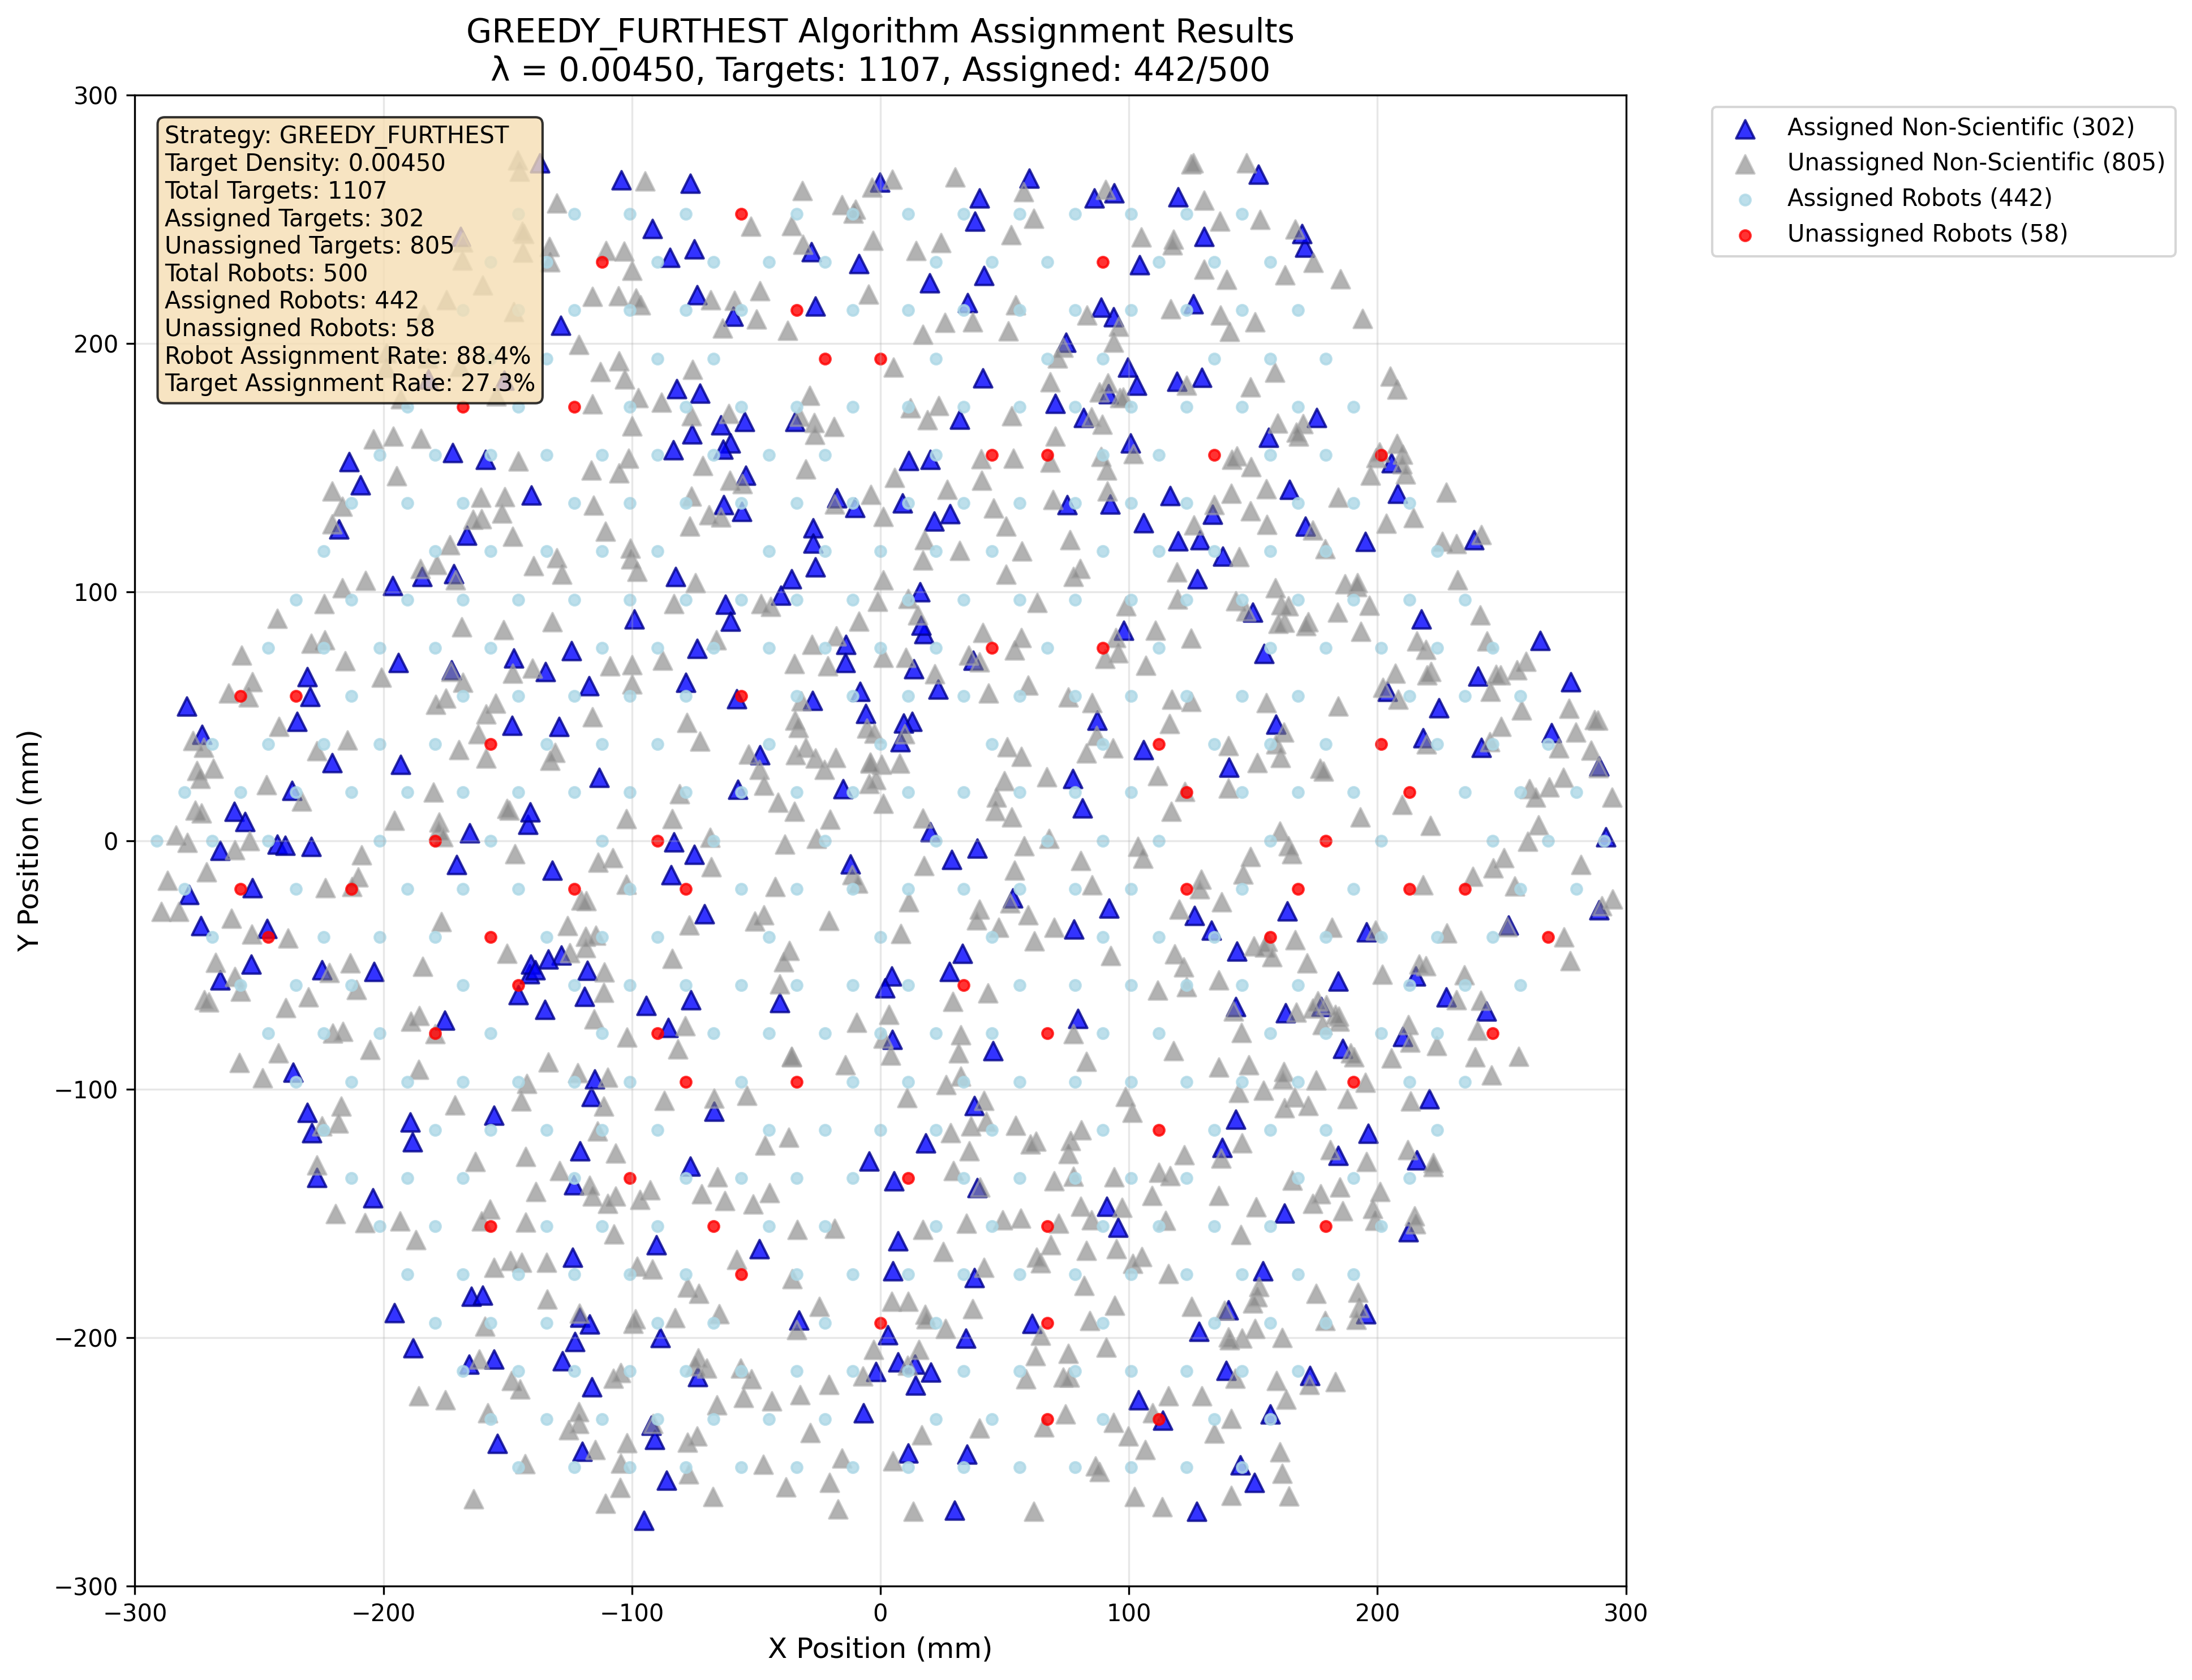 GREEDY_FURTHEST Algorithm Assignment Results
λ = 0.00450, Targets: 1107, Assigned: 442/500
Strategy: GREEDY_FURTHEST
Target Density: 0.00450
Total Targets: 1107
Assigned Targets: 302
Unassigned Targets: 805
Total Robots: 500
Assigned Robots: 442
Unassigned Robots: 58
Robot Assignment Rate: 88.4%
Target Assignment Rate: 27.3%
Assigned Non-Scientific (302)
Unassigned Non-Scientific (805)
Assigned Robots (442)
Unassigned Robots (58)
Y Position (mm)
300
200
100
0
−100
−200
−300
−300 −200 −100 0 100 200 300
X Position (mm)